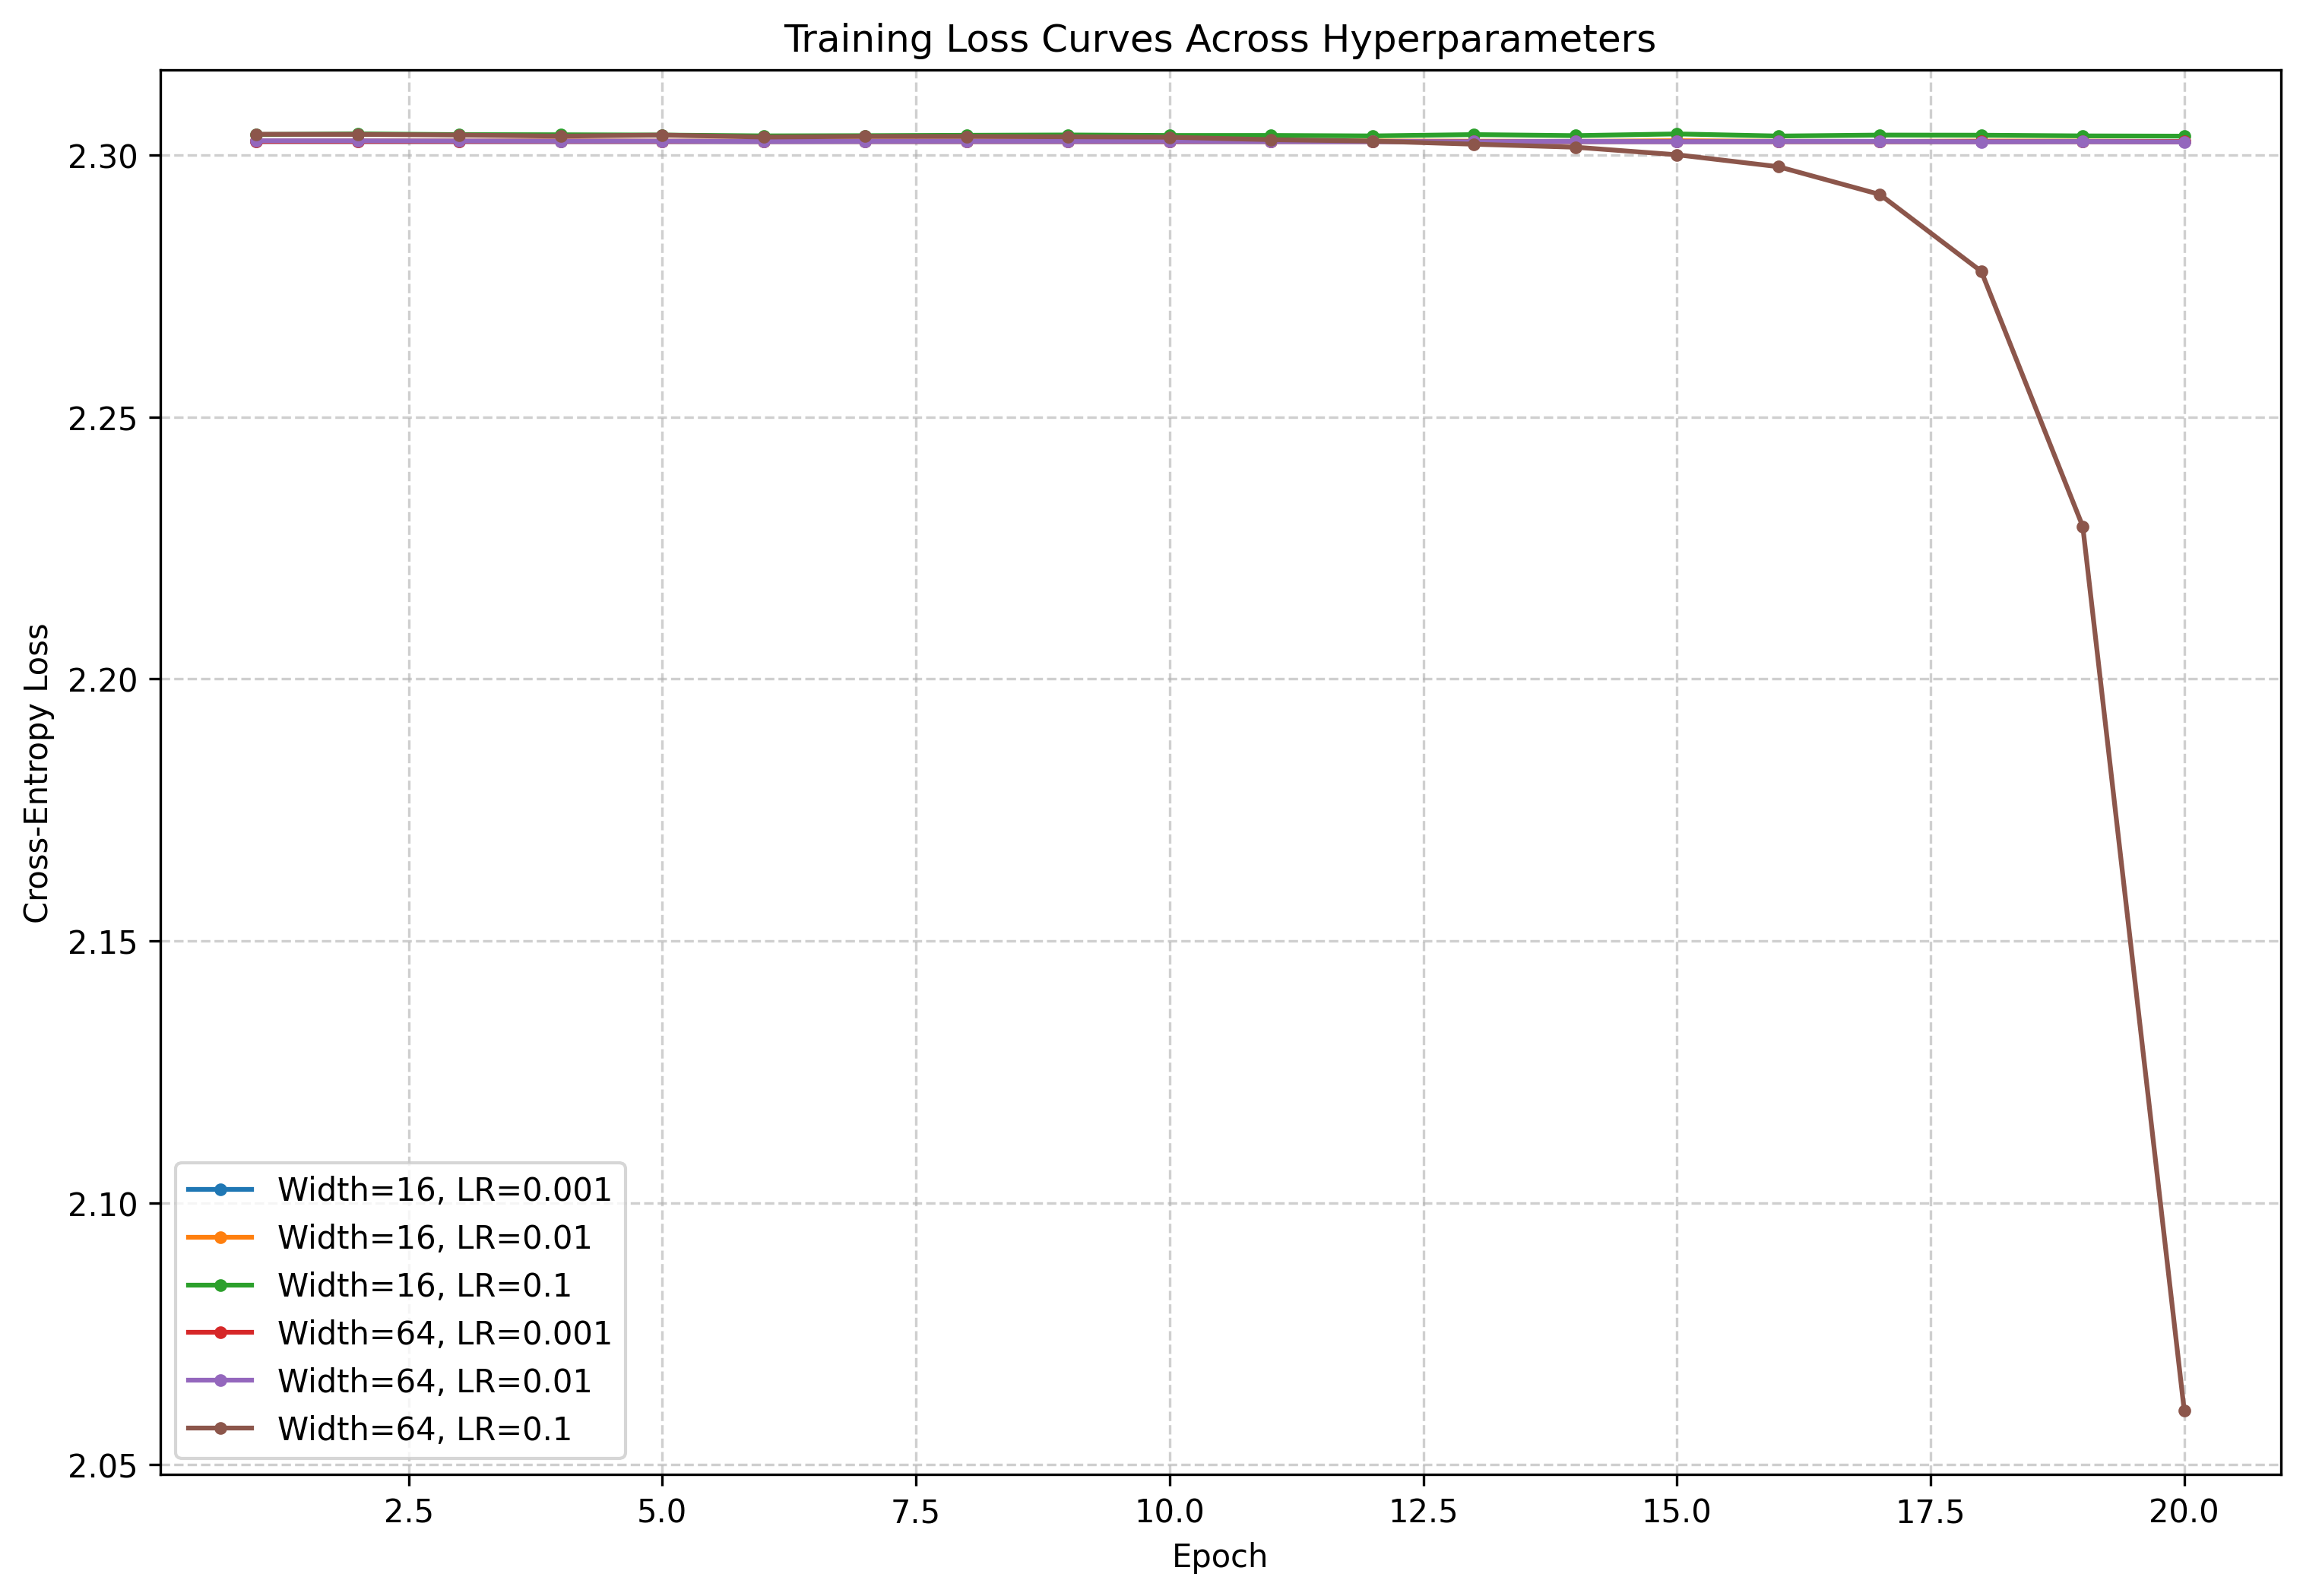 Training Loss Curves Across Hyperparameters
Cross-Entropy Loss
2.30
2.25
2.20
2.15
2.10
2.05
Width=16, LR=0.001
Width=16, LR=0.01
Width=16, LR=0.1
Width=64, LR=0.001
Width=64, LR=0.01
Width=64, LR=0.1
2.5 5.0 7.5 10.0 12.5 15.0 17.5 20.0
Epoch